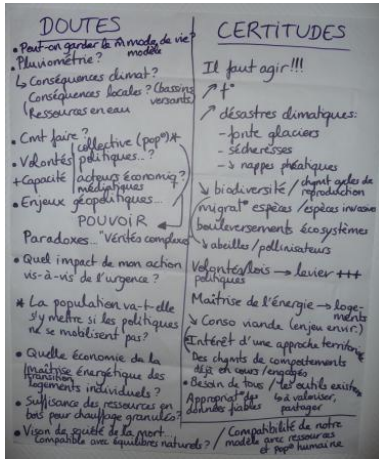 DOUTES
• Peut-on garder le m̂ mode de vie?
modèle
• Pluviométrie?
↳ Conséquences climat?
Conséquences locales? (bassins
versants)
Ressources en eau
• Cmt faire?
• Volontés collective (pop°)*
politiques...?
+ Capacité acteurs économiq?
médiatiques
• Enjeux géopolitiques...
POUVOIR
Paradoxes... "Vérités complexes
• Quel impact de mon action
vis-à-vis de l'urgence?
* La population va-t-elle
s'y mettre si les politiques
ne se mobilisent pas?
• Quelle économie de la
maîtrise énergétique des
transition
logements individuels?
• Suffisance des ressources en
bois pour chauffage granulés?
• Vison de société de la mort...
Compatible avec équilibres naturels?
CERTITUDES
Il faut agir!!!
↗ t°
↗ désastres climatiques:
- fonte glaciers
- sécheresses
- ↘ nappes phéatiques
↘ biodiversité / chgmt cycles de
reproduction
migrat° espèces / espèces invasives
bouleversements écosystèmes
↘ abeilles / pollinisateurs
Volontés/lois → levier +++
politiques
Maîtrise de l'énergie → loge-
ments
↘ Conso viande (enjeu envir.)
Intérêt d'une approche territoriale
Des chgmts de comportements
déjà en cours / engagés
• Besoin de tous / les outils existent
Appropriat° des
données fiables
↳ à valoriser,
partager
/ Compatibilité de notre
modèle avec ressources
et pop° humaine